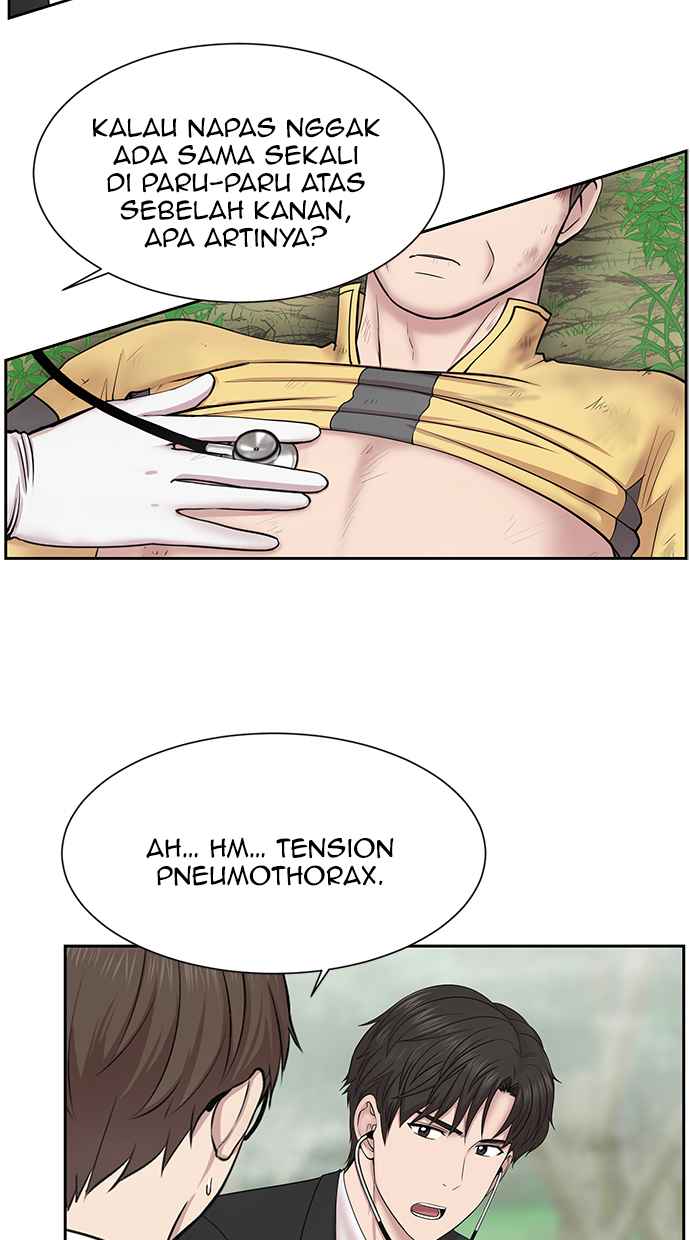 KALAU NAPAS NGGAK
ADA SAMA SEKALI
DI PARU-PARU ATAS
SEBELAH KANAN,
APA ARTINYA?
AH... HM... TENSION
PNEUMOTHORAX.